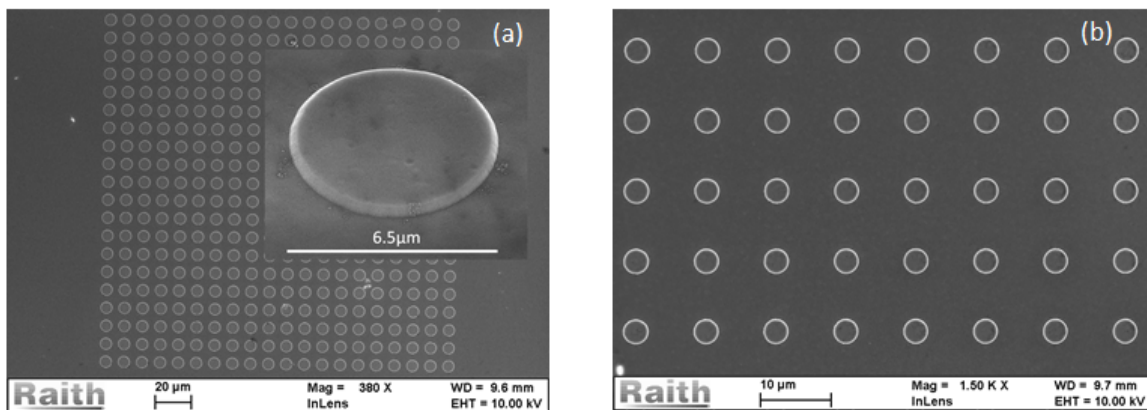 (a)
6.5µm
Raith
20 µm
Mag = 380 X
InLens
WD = 9.6 mm
EHT = 10.00 kV
(b)
Raith
10 µm
Mag = 1.50 K X
InLens
WD = 9.7 mm
EHT = 10.00 kV